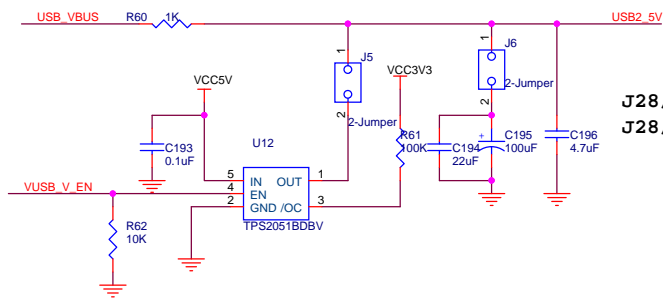 USB_VBUS R60 1K USB2_5V
1 J5 1 J6
VCC5V VCC3V3
2 2-Jumper 2 2-Jumper
J28,
J28,
U12
C193 0.1uF
R61 100K
C194 22uF
C195 100uF
C196 4.7uF
5 IN OUT 1
VUSB_V_EN 4 EN
2 GND /OC 3
TPS2051BDBV
R62
10K
+